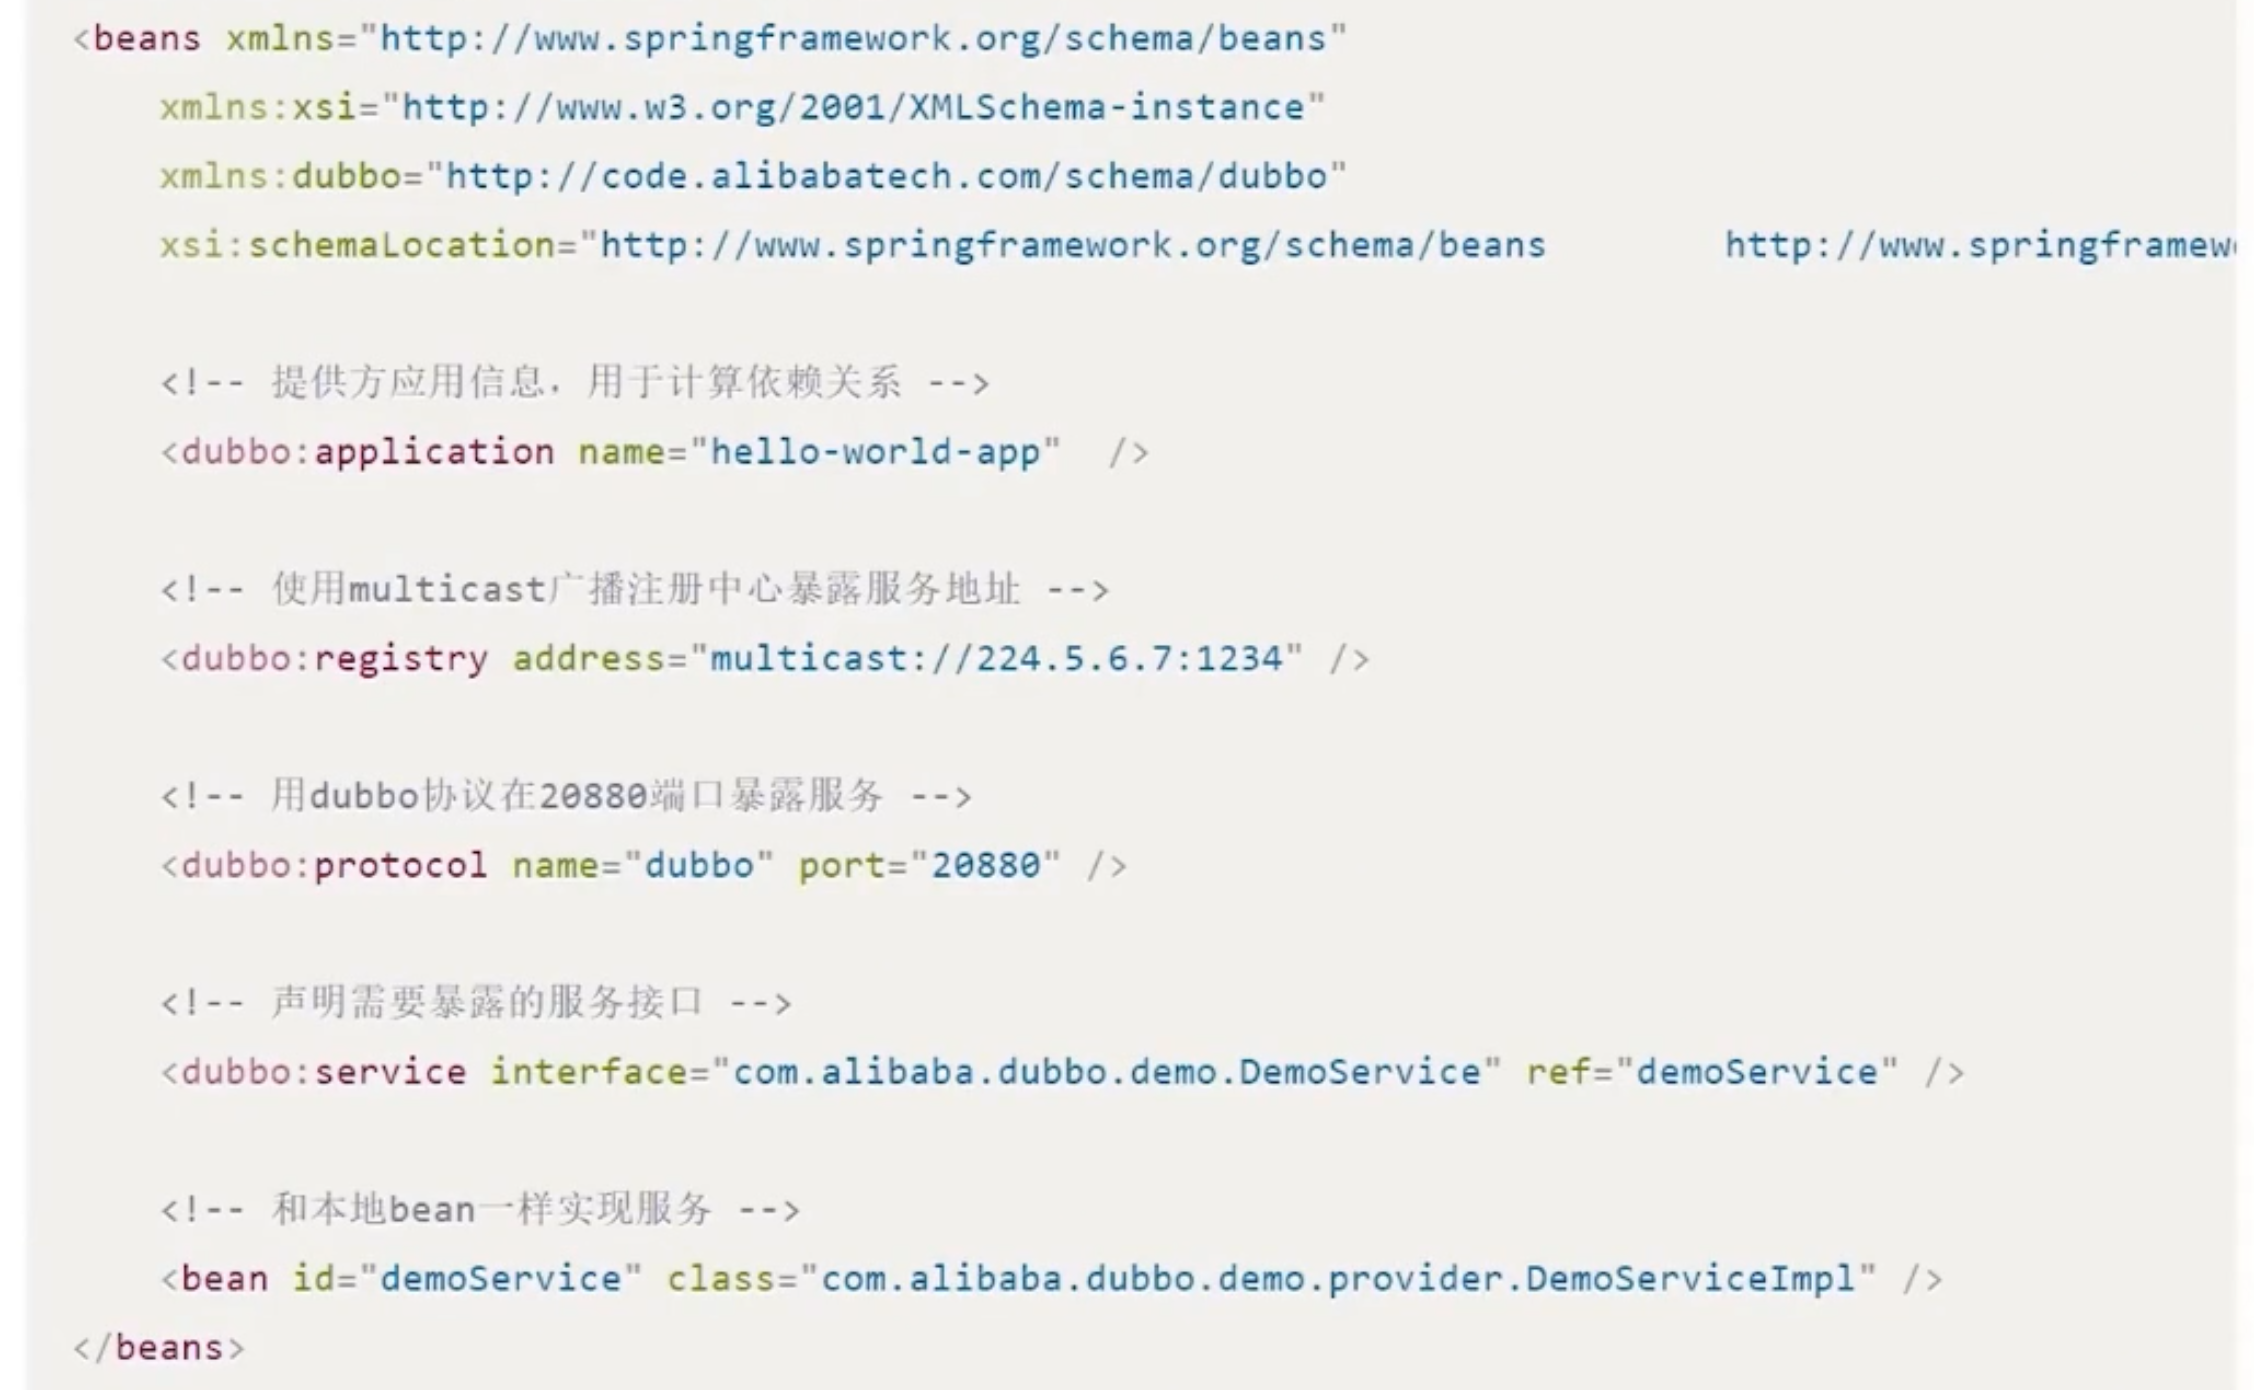 <beans xmlns="http://www.springframework.org/schema/beans"
xmlns:xsi="http://www.w3.org/2001/XMLSchema-instance"
xmlns:dubbo="http://code.alibabatech.com/schema/dubbo"
xsi:schemaLocation="http://www.springframework.org/schema/beans http://www.springframew
<!-- 提供方应用信息，用于计算依赖关系 -->
<dubbo:application name="hello-world-app" />
<!-- 使用multicast广播注册中心暴露服务地址 -->
<dubbo:registry address="multicast://224.5.6.7:1234" />
<!-- 用dubbo协议在20880端口暴露服务 -->
<dubbo:protocol name="dubbo" port="20880" />
<!-- 声明需要暴露的服务接口 -->
<dubbo:service interface="com.alibaba.dubbo.demo.DemoService" ref="demoService" />
<!-- 和本地bean一样实现服务 -->
<bean id="demoService" class="com.alibaba.dubbo.demo.provider.DemoServiceImpl" />
</beans>